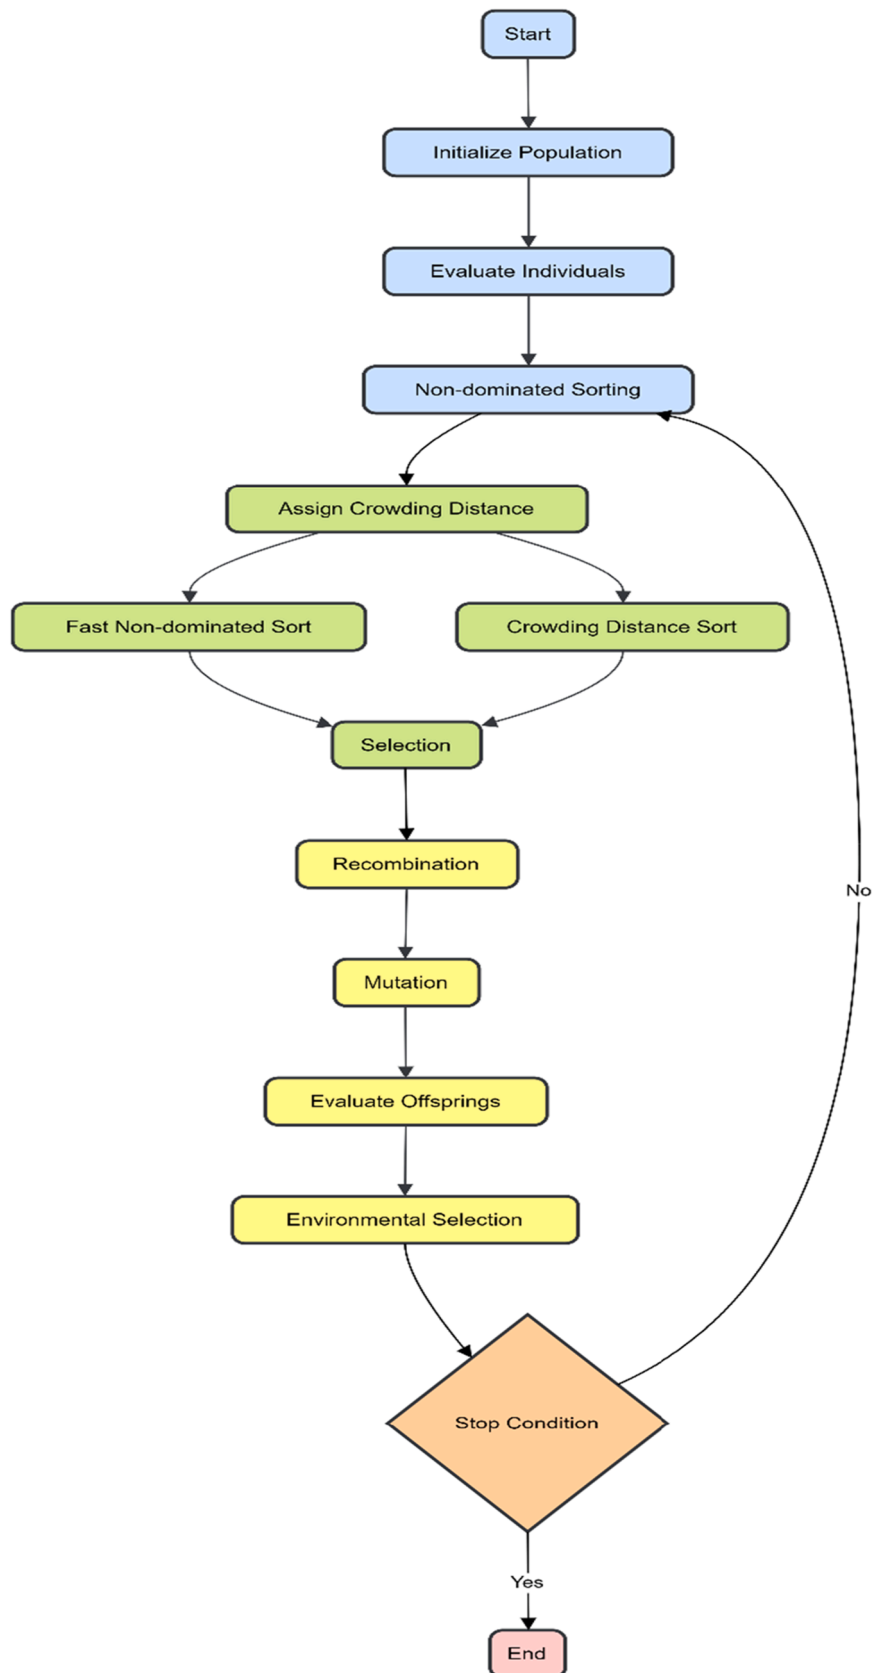 Start
Initialize Population
Evaluate Individuals
Non-dominated Sorting
Assign Crowding Distance
Fast Non-dominated Sort
Crowding Distance Sort
Selection
Recombination
No
Mutation
Evaluate Offsprings
Environmental Selection
Stop Condition
Yes
End